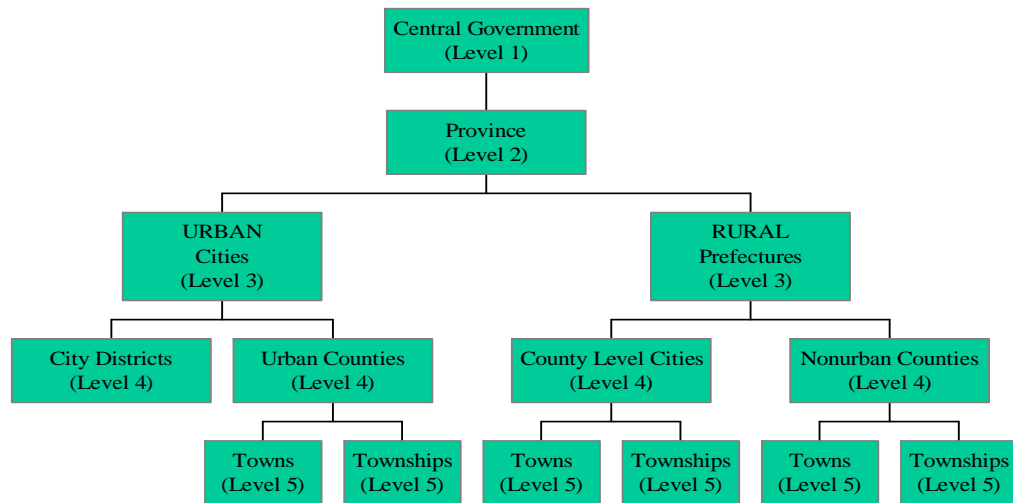 Central Government
(Level 1)
Province
(Level 2)
URBAN
Cities
(Level 3)
RURAL
Prefectures
(Level 3)
City Districts
(Level 4)
Urban Counties
(Level 4)
County Level Cities
(Level 4)
Nonurban Counties
(Level 4)
Towns
(Level 5)
Townships
(Level 5)
Towns
(Level 5)
Townships
(Level 5)
Towns
(Level 5)
Townships
(Level 5)